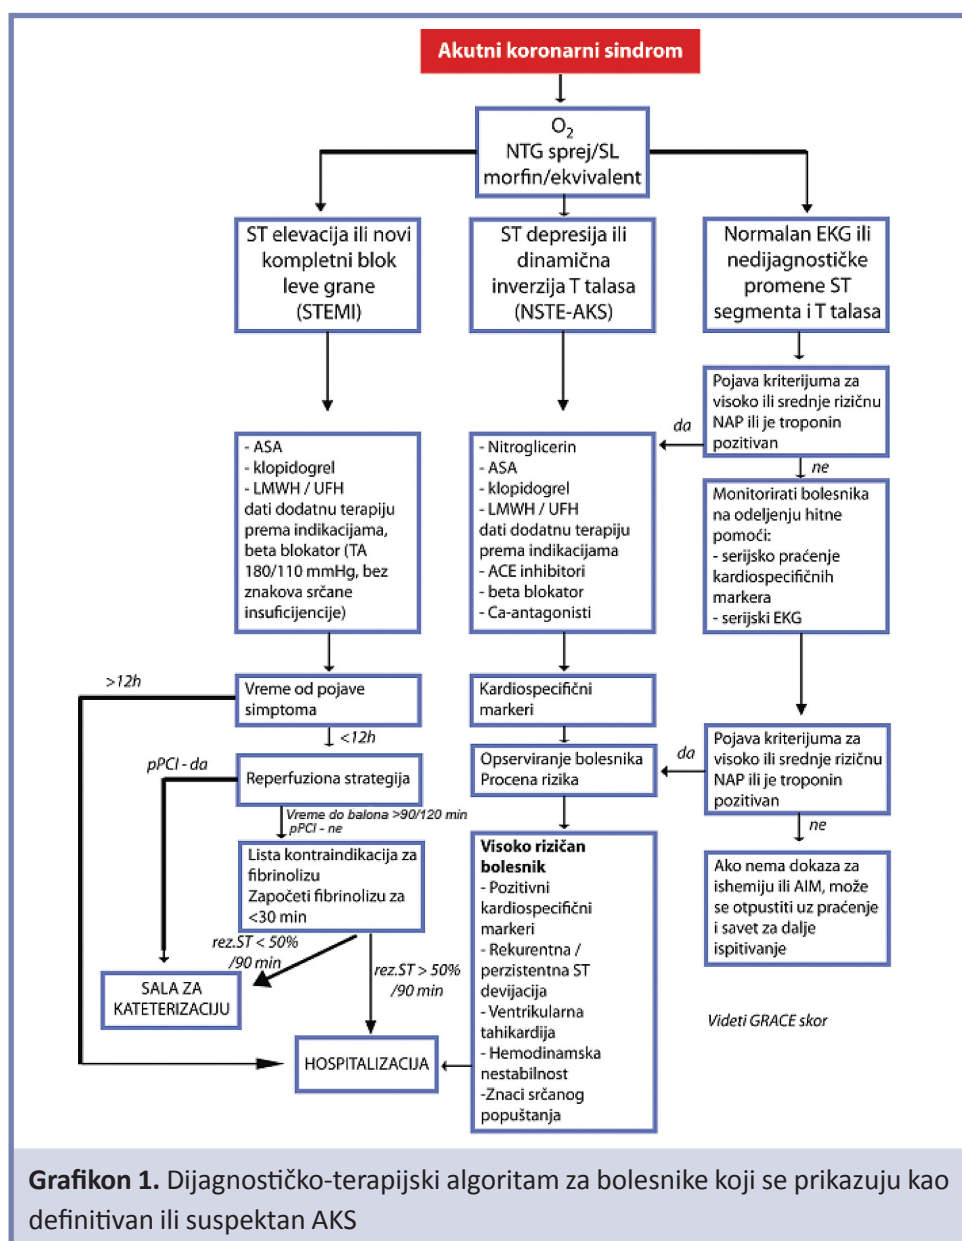 Akutni koronarni sindrom
O₂
NTG sprej/SL
morfin/ekvivalent
ST elevacija ili novi
kompletni blok
leve grane
(STEMI)
ST depresija ili
dinamična
inverzija T talasa
(NSTE-AKS)
Normalan EKG ili
nedijagnostičke
promene ST
segmenta i T talasa
Pojava kriterijuma za
visoko ili srednje rizičnu
NAP ili je troponin
pozitivan
da
ne
- ASA
- klopidogrel
- LMWH / UFH
dati dodatnu terapiju
prema indikacijama,
beta blokator (TA
180/110 mmHg, bez
znakova srčane
insuficijencije)
- Nitroglicerin
- ASA
- klopidogrel
- LMWH / UFH
dati dodatnu terapiju
prema indikacijama
- ACE inhibitori
- beta blokator
- Ca-antagonisti
Monitorirati bolesnika
na odeljenju hitne
pomoći:
- serijsko praćenje
kardiospecifičnih
markera
- serijski EKG
>12h
Vreme od pojave
simptoma
<12h
Kardiospecifični
markeri
pPCI - da
Reperfuziona strategija
Opserviranje bolesnika
Procena rizika
da
Pojava kriterijuma za
visoko ili srednje rizičnu
NAP ili je troponin
pozitivan
ne
Vreme do balona >90/120 min
pPCI - ne
Lista kontraindikacija za
fibrinolizu
Započeti fibrinolizu za
<30 min
rez.ST < 50%
/90 min
rez.ST > 50%
/90 min
SALA ZA
KATETERIZACIJU
HOSPITALIZACIJA
Visoko rizičan
bolesnik
- Pozitivni
kardiospecifični
markeri
- Rekurentna /
perzistentna ST
devijacija
- Ventrikularna
tahikardija
- Hemodinamska
nestabilnost
-Znaci srčanog
popuštanja
Ako nema dokaza za
ishemiju ili AIM, može
se otpustiti uz praćenje
i savet za dalje
ispitivanje
Videti GRACE skor
Grafikon 1. Dijagnostičko-terapijski algoritam za bolesnike koji se prikazuju kao
definitivan ili suspektan AKS